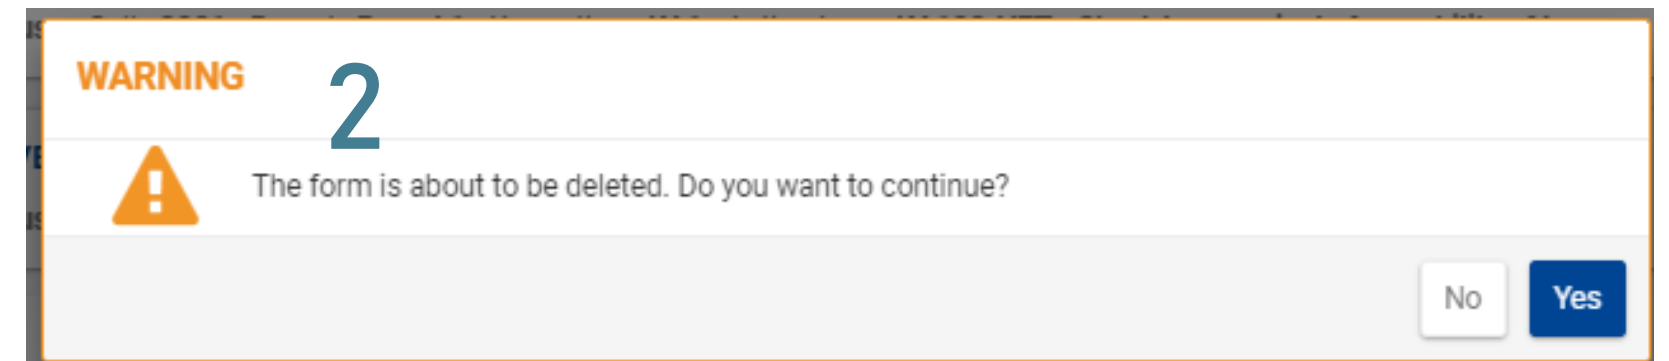 WARNING
2
The form is about to be deleted. Do you want to continue?
No
Yes